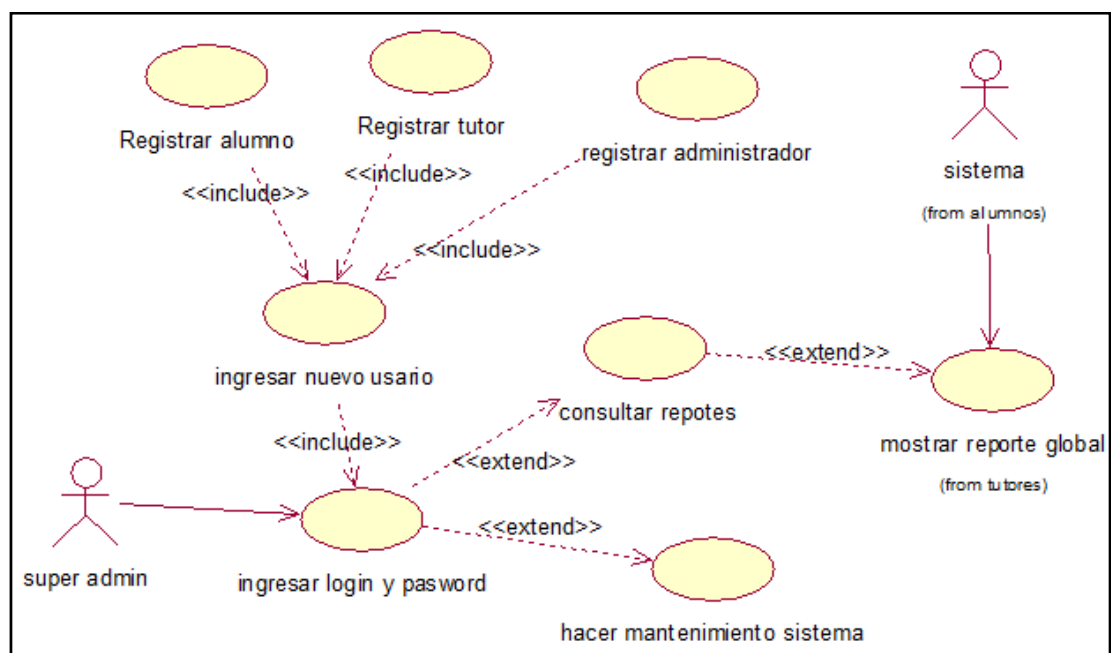 Registrar alumno
Registrar tutor
registrar administrador
sistema
(from alumnos)
<<include>>
<<include>>
<<include>>
ingresar nuevo usario
<<extend>>
consultar repotes
mostrar reporte global
(from tutores)
<<include>>
<<extend>>
<<extend>>
super admin
ingresar login y pasword
hacer mantenimiento sistema